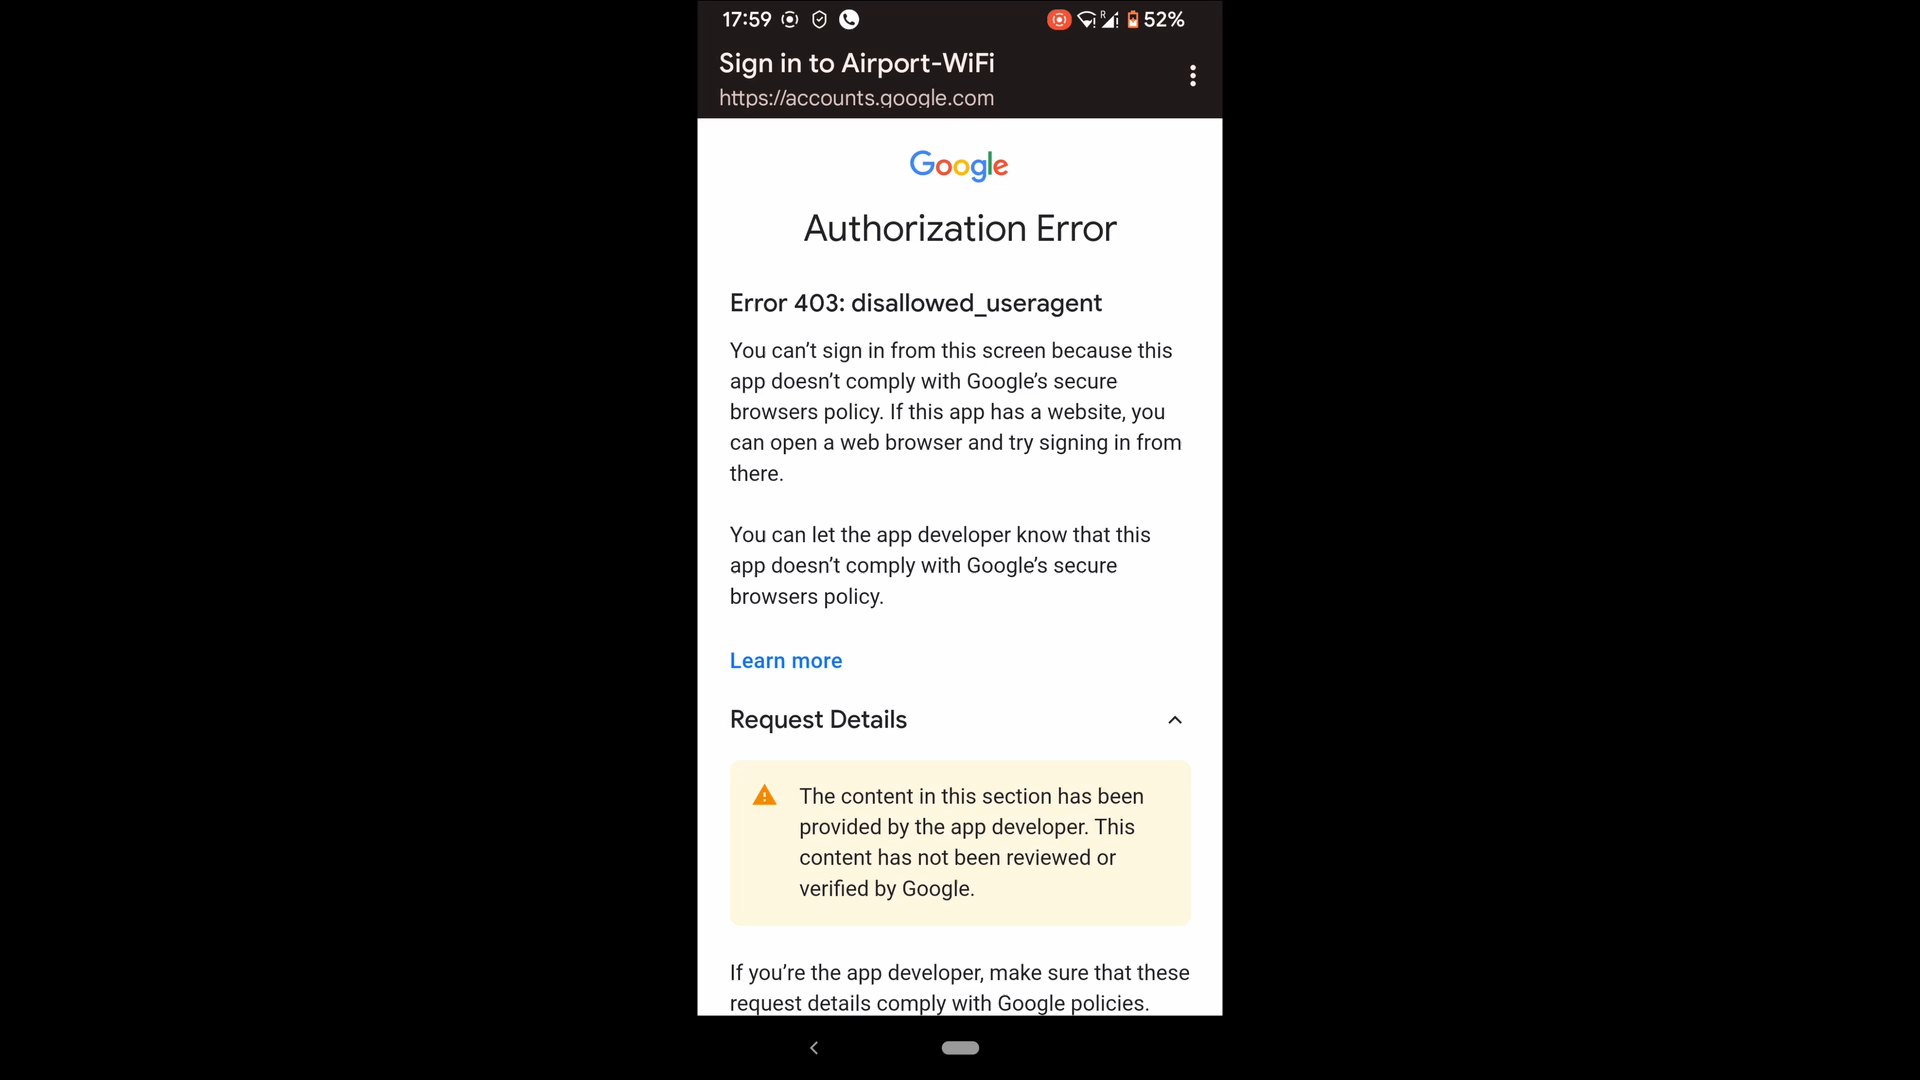 17:59
52%
Sign in to Airport-WiFi
https://accounts.google.com
Google
Authorization Error
Error 403: disallowed_useragent
You can’t sign in from this screen because this
app doesn’t comply with Google’s secure
browsers policy. If this app has a website, you
can open a web browser and try signing in from
there.
You can let the app developer know that this
app doesn’t comply with Google’s secure
browsers policy.
Learn more
Request Details
The content in this section has been
provided by the app developer. This
content has not been reviewed or
verified by Google.
If you’re the app developer, make sure that these
request details comply with Google policies.